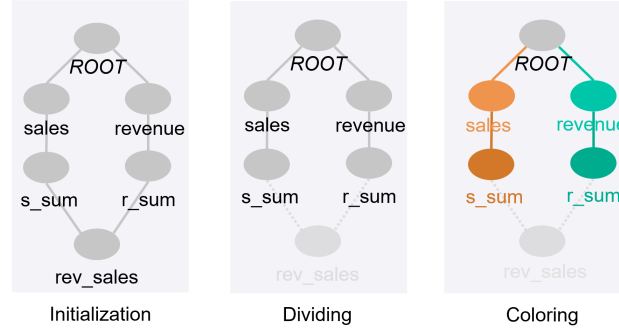 ROOT
sales revenue
s_sum r_sum
rev_sales
Initialization
ROOT
sales revenue
s_sum r_sum
rev_sales
Dividing
ROOT
sales revenue
s_sum r_sum
rev_sales
Coloring